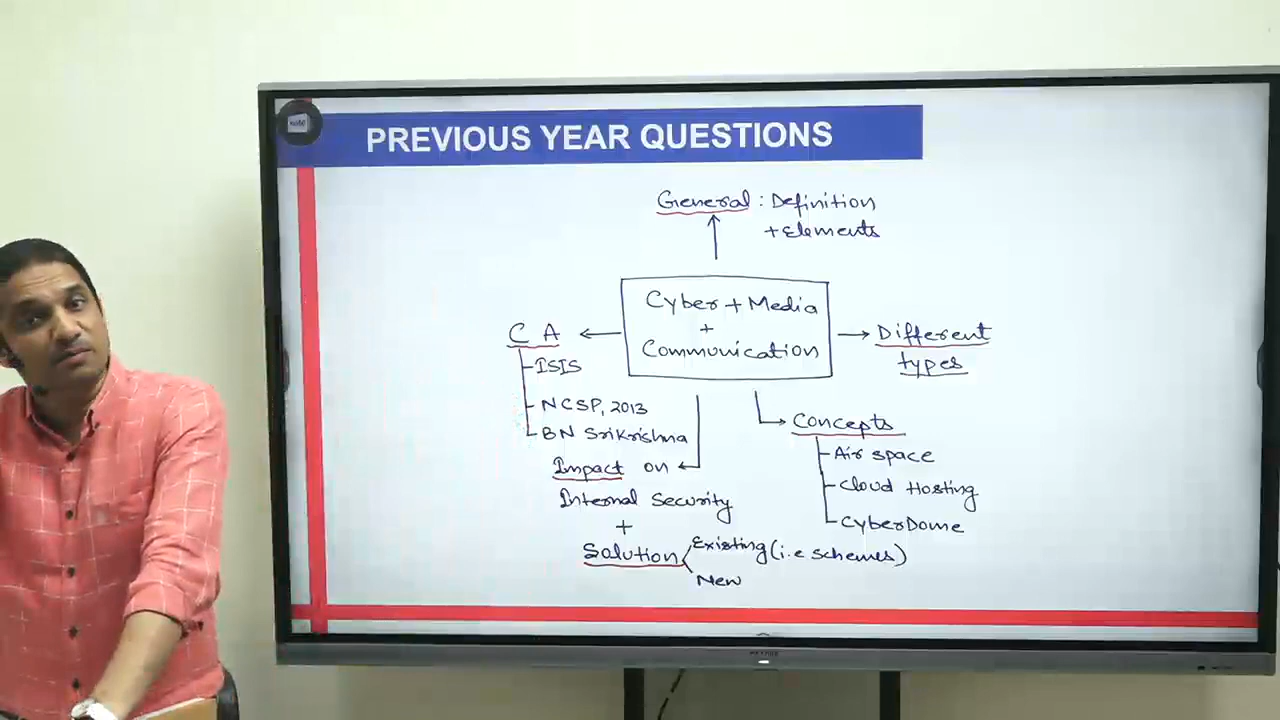 PREVIOUS YEAR QUESTIONS
General : Definition
+ Elements
Cyber + Media
+
Communication
C A
ISIS
NCSP, 2013
BN Srikrishna
Different
types
Concepts
Air space
Cloud Hosting
CyberDome
Impact on
Internal Security
+
Solution
Existing (i.e schemes)
New